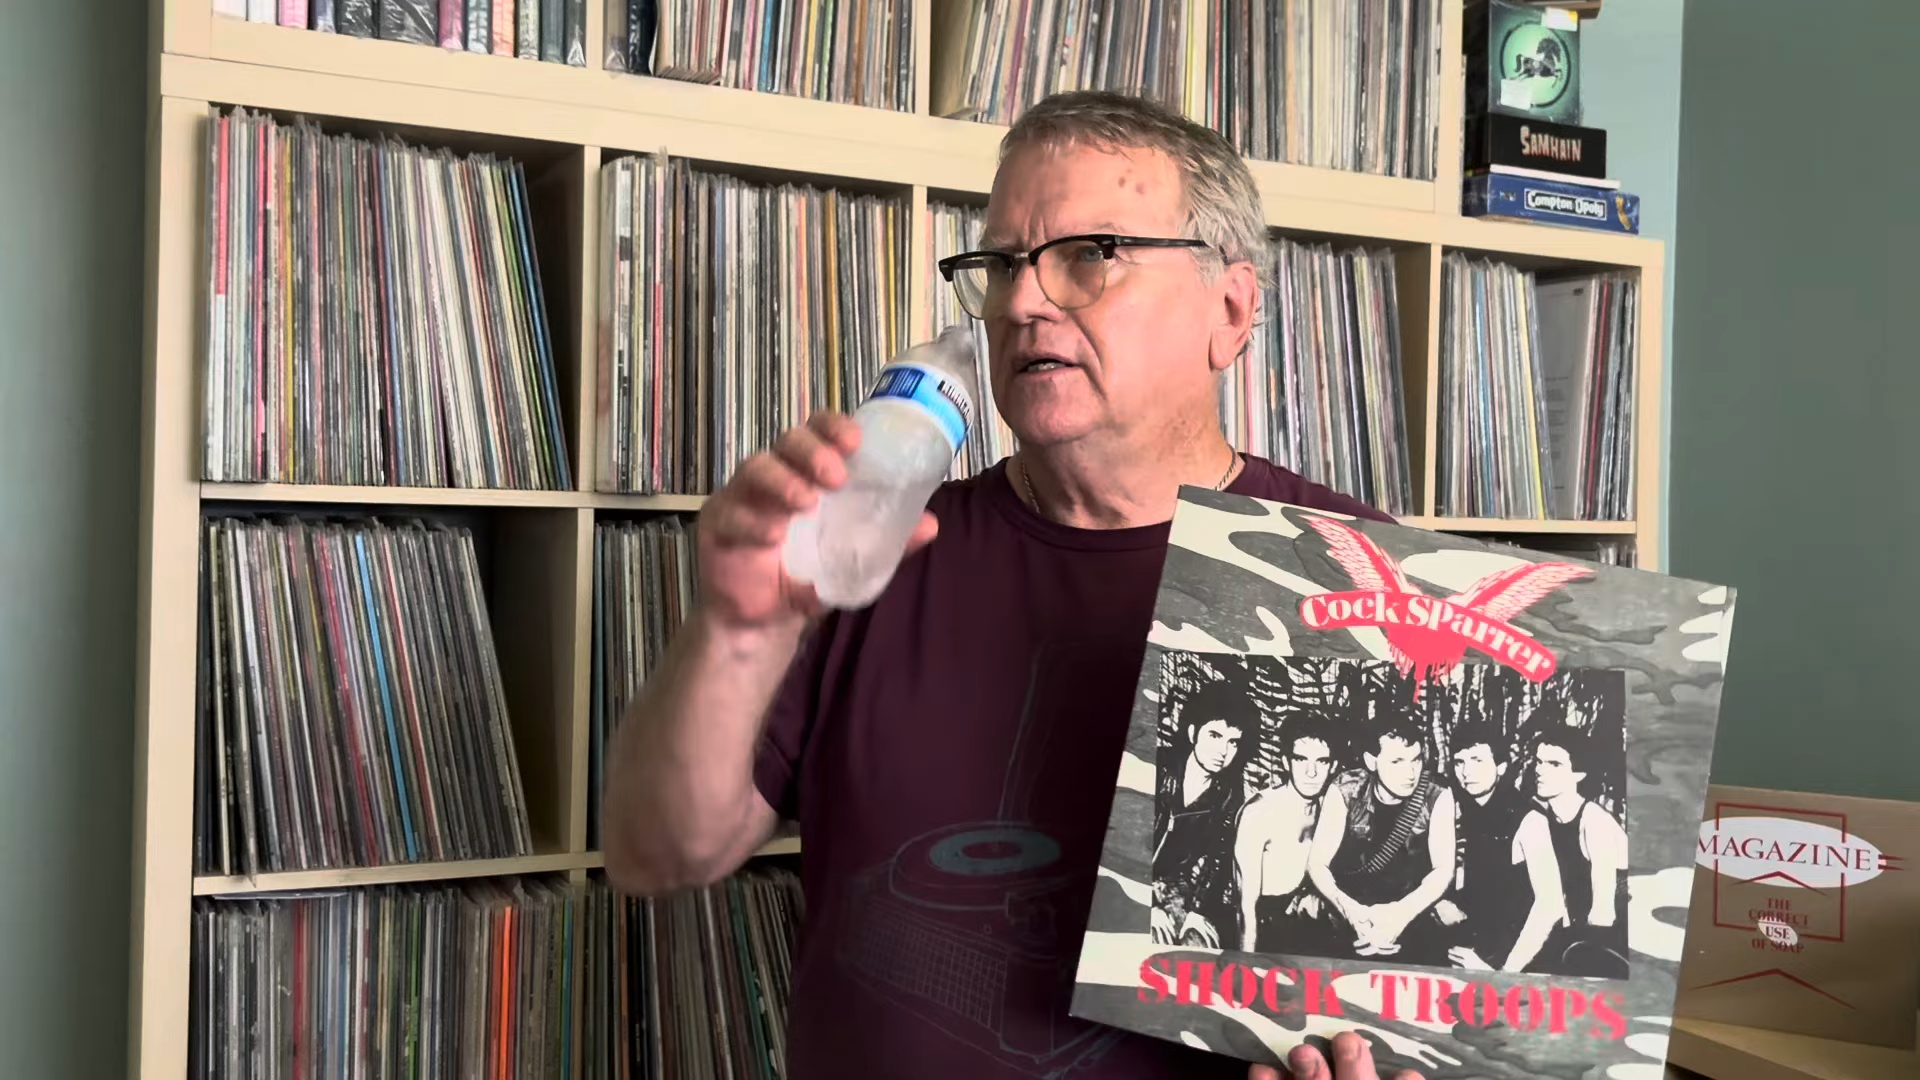 SAMHAIN
Compton Opoly
Cock Sparrer
SHOCK TROOPS
MAGAZINE
THE
CORRECT
USE
OF SOAP